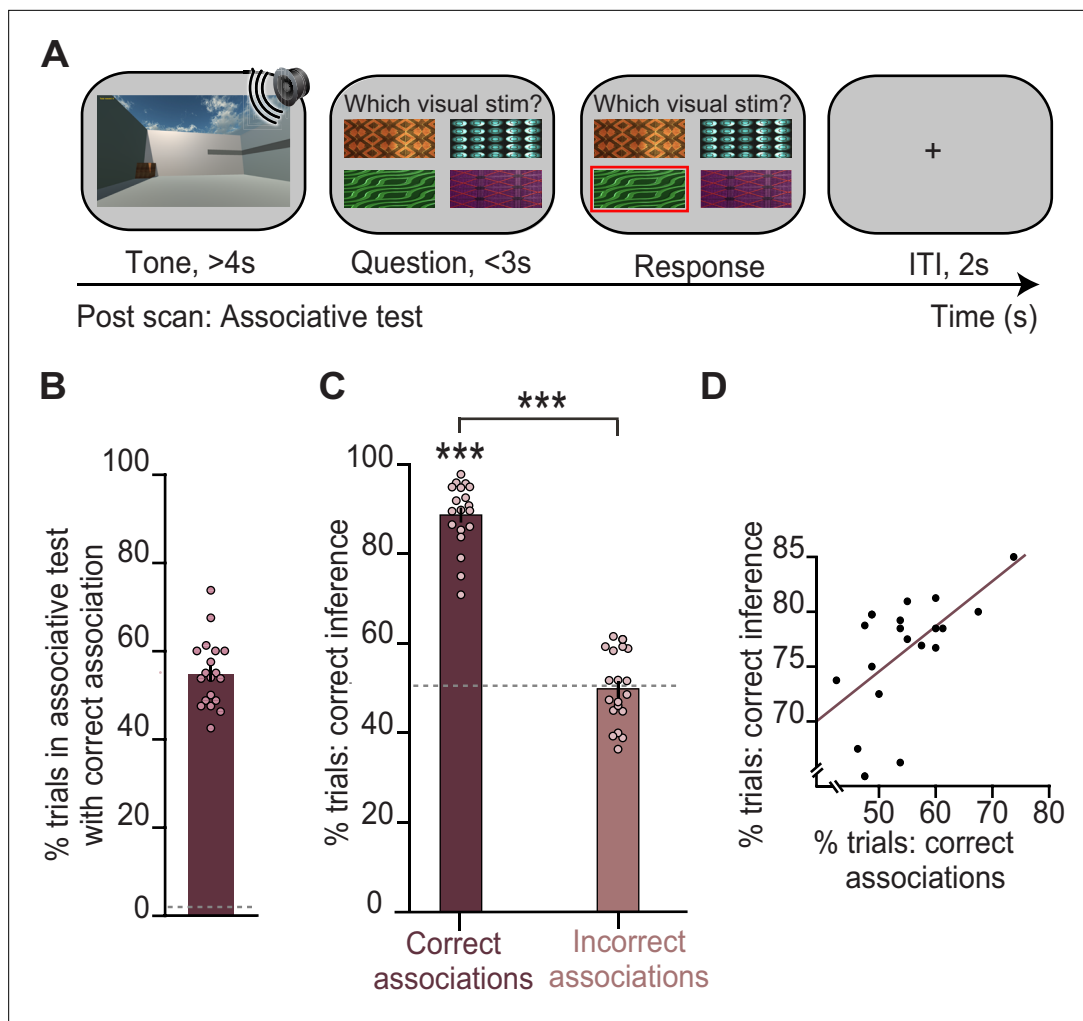 A
Which visual stim?
Which visual stim?
+
Tone, >4s
Question, <3s
Response
ITI, 2s
Post scan: Associative test
Time (s)
B
% trials in associative test
with correct association
100
80
60
40
20
0
C
***
***
% trials: correct inference
100
80
60
40
20
0
Correct
associations
Incorrect
associations
D
% trials: correct inference
85
80
75
70
50
60
70
80
% trials: correct
associations